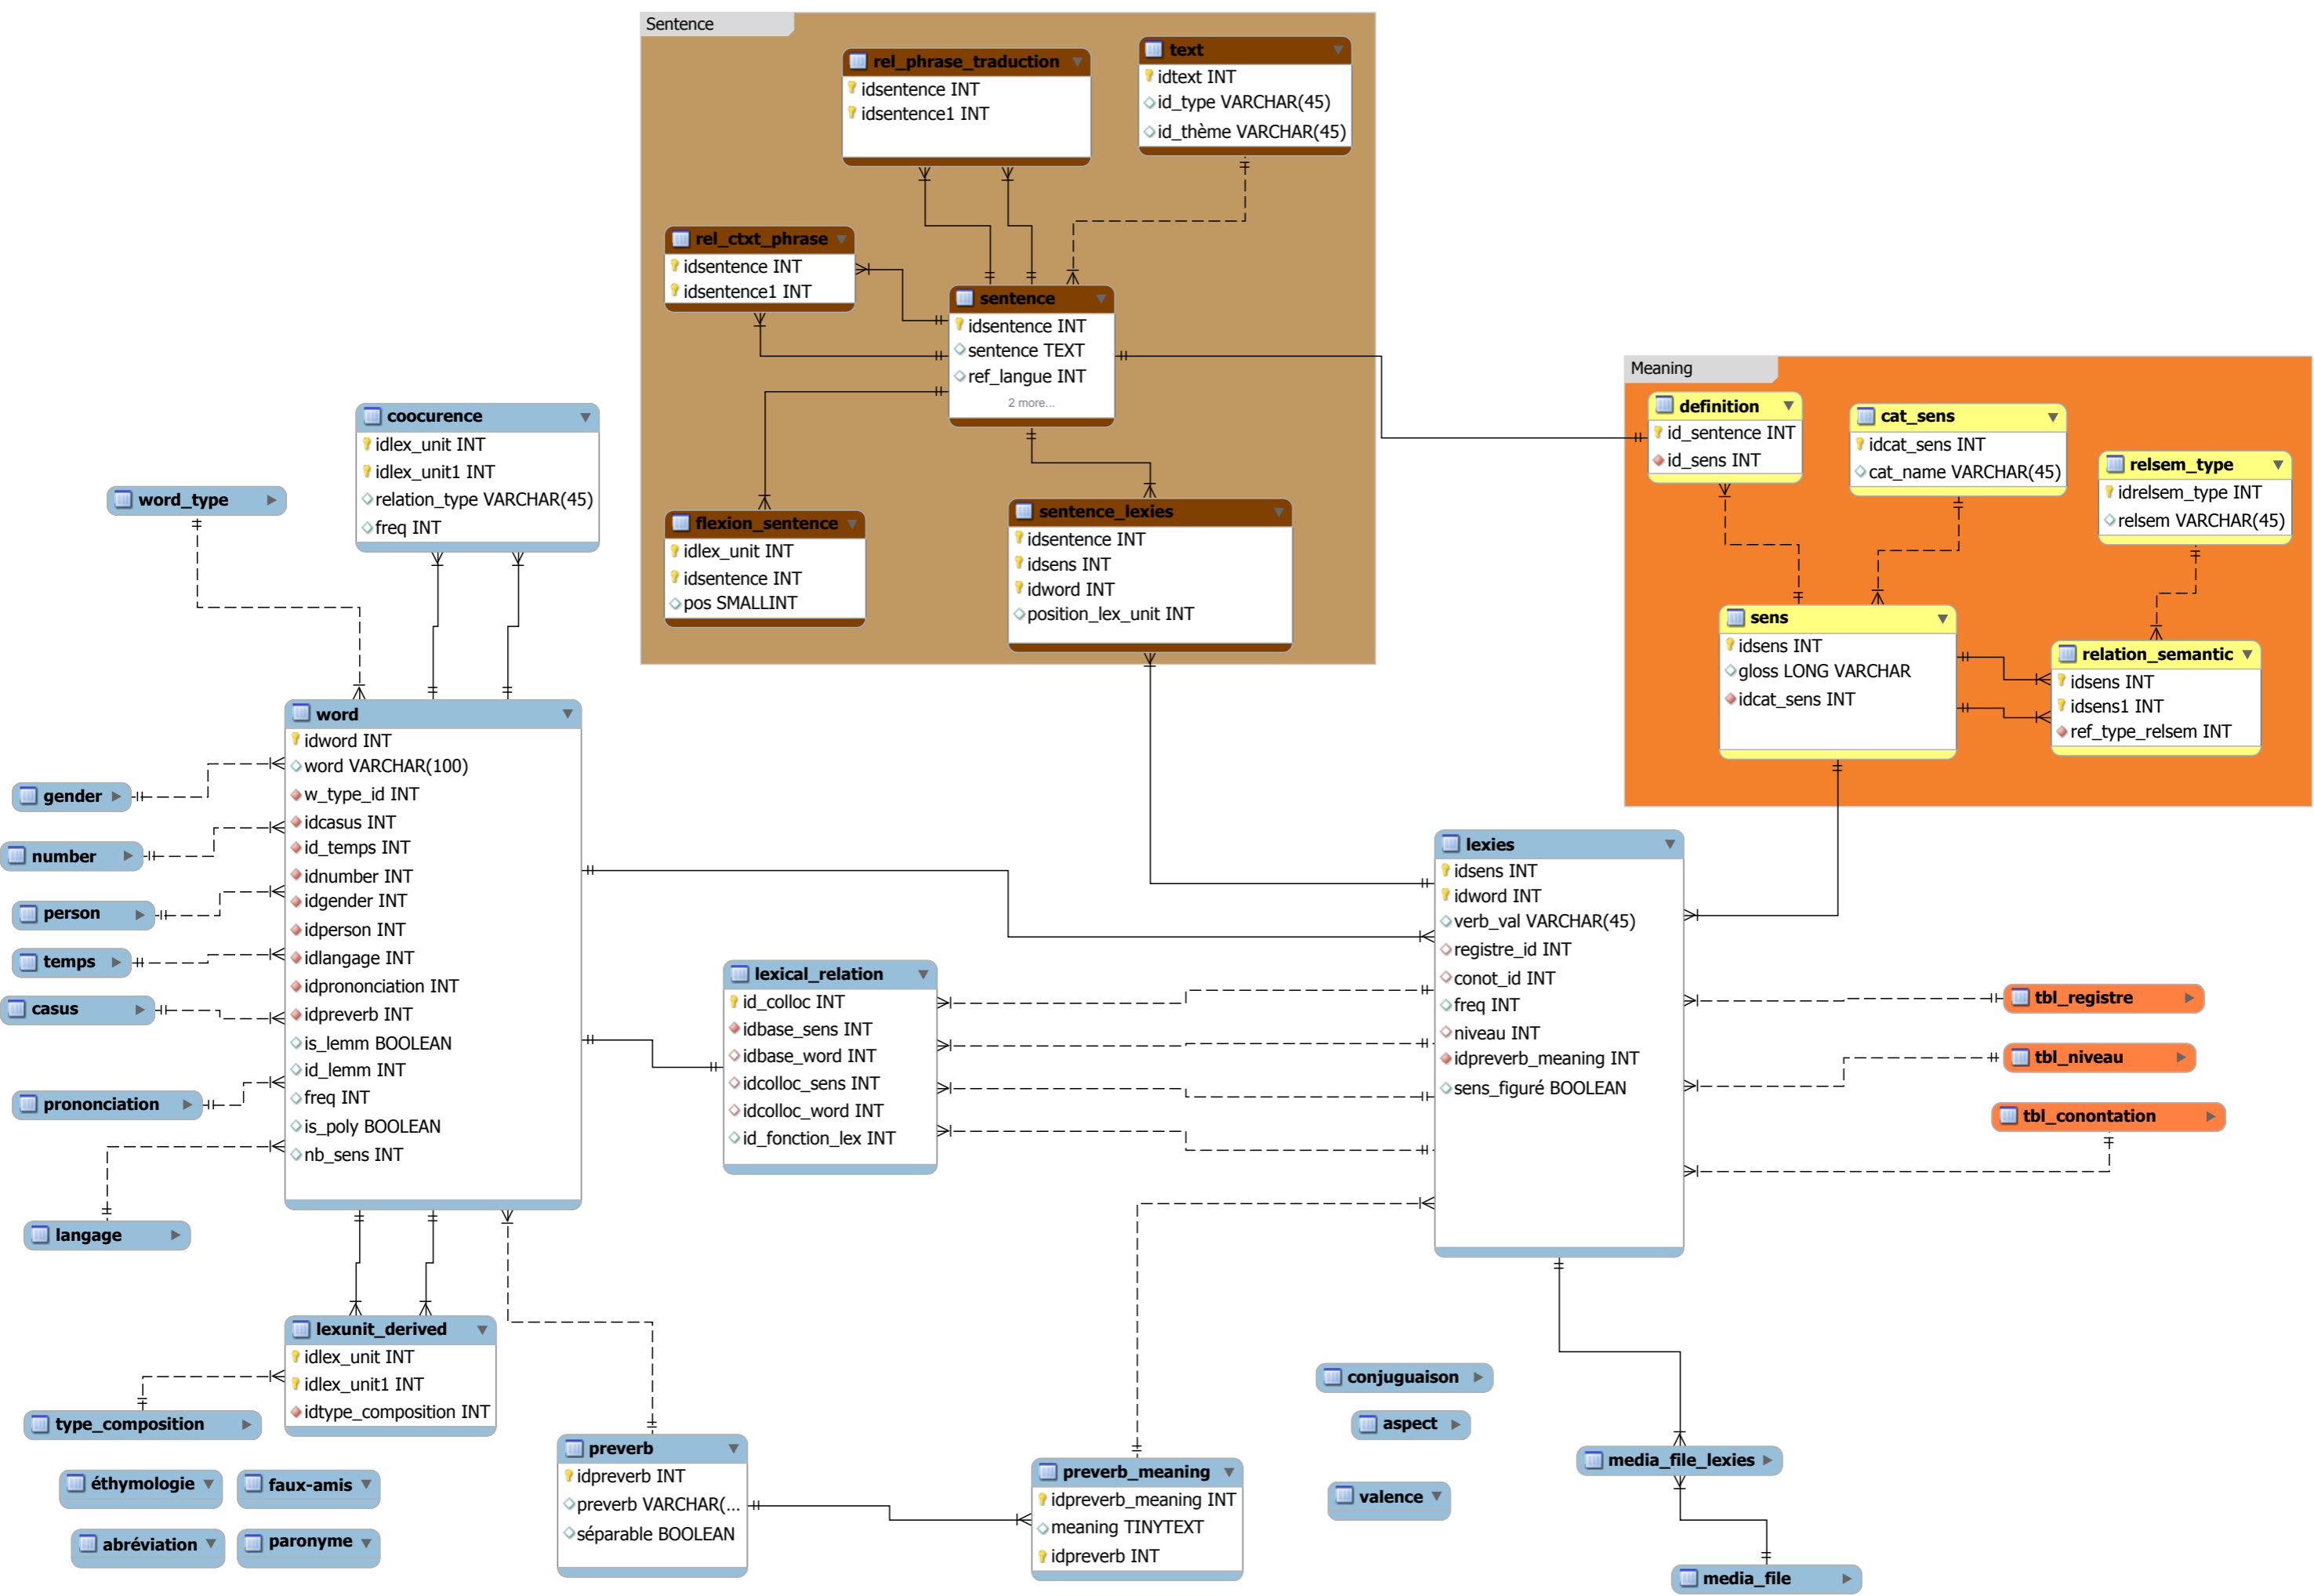 Sentence
rel_phrase_traduction
idsentence INT
idsentence1 INT
text
idtext INT
id_type VARCHAR(45)
id_thème VARCHAR(45)
rel_ctxt_phrase
idsentence INT
idsentence1 INT
sentence
idsentence INT
sentence TEXT
ref_langue INT
2 more...
flexion_sentence
idlex_unit INT
idsentence INT
pos SMALLINT
sentence_lexies
idsentence INT
idsens INT
idword INT
position_lex_unit INT
Meaning
definition
id_sentence INT
id_sens INT
cat_sens
idcat_sens INT
cat_name VARCHAR(45)
relsem_type
idrelsem_type INT
relsem VARCHAR(45)
sens
idsens INT
gloss LONG VARCHAR
idcat_sens INT
relation_semantic
idsens INT
idsens1 INT
ref_type_relsem INT
coocurence
idlex_unit INT
idlex_unit1 INT
relation_type VARCHAR(45)
freq INT
word_type
word
idword INT
word VARCHAR(100)
w_type_id INT
idcasus INT
id_temps INT
idnumber INT
idgender INT
idperson INT
idlangage INT
idprononciation INT
idpreverb INT
is_lemm BOOLEAN
id_lemm INT
freq INT
is_poly BOOLEAN
nb_sens INT
gender
number
person
temps
casus
prononciation
langage
lexical_relation
id_colloc INT
idbase_sens INT
idbase_word INT
idcolloc_sens INT
idcolloc_word INT
id_fonction_lex INT
lexies
idsens INT
idword INT
verb_val VARCHAR(45)
registre_id INT
conot_id INT
freq INT
niveau INT
idpreverb_meaning INT
sens_figuré BOOLEAN
tbl_registre
tbl_niveau
tbl_conontation
lexunit_derived
idlex_unit INT
idlex_unit1 INT
idtype_composition INT
type_composition
éthymologie
faux-amis
abréviation
paronyme
preverb
idpreverb INT
preverb VARCHAR(...
séparable BOOLEAN
preverb_meaning
idpreverb_meaning INT
meaning TINYTEXT
idpreverb INT
conjuguaison
aspect
valence
media_file_lexies
media_file